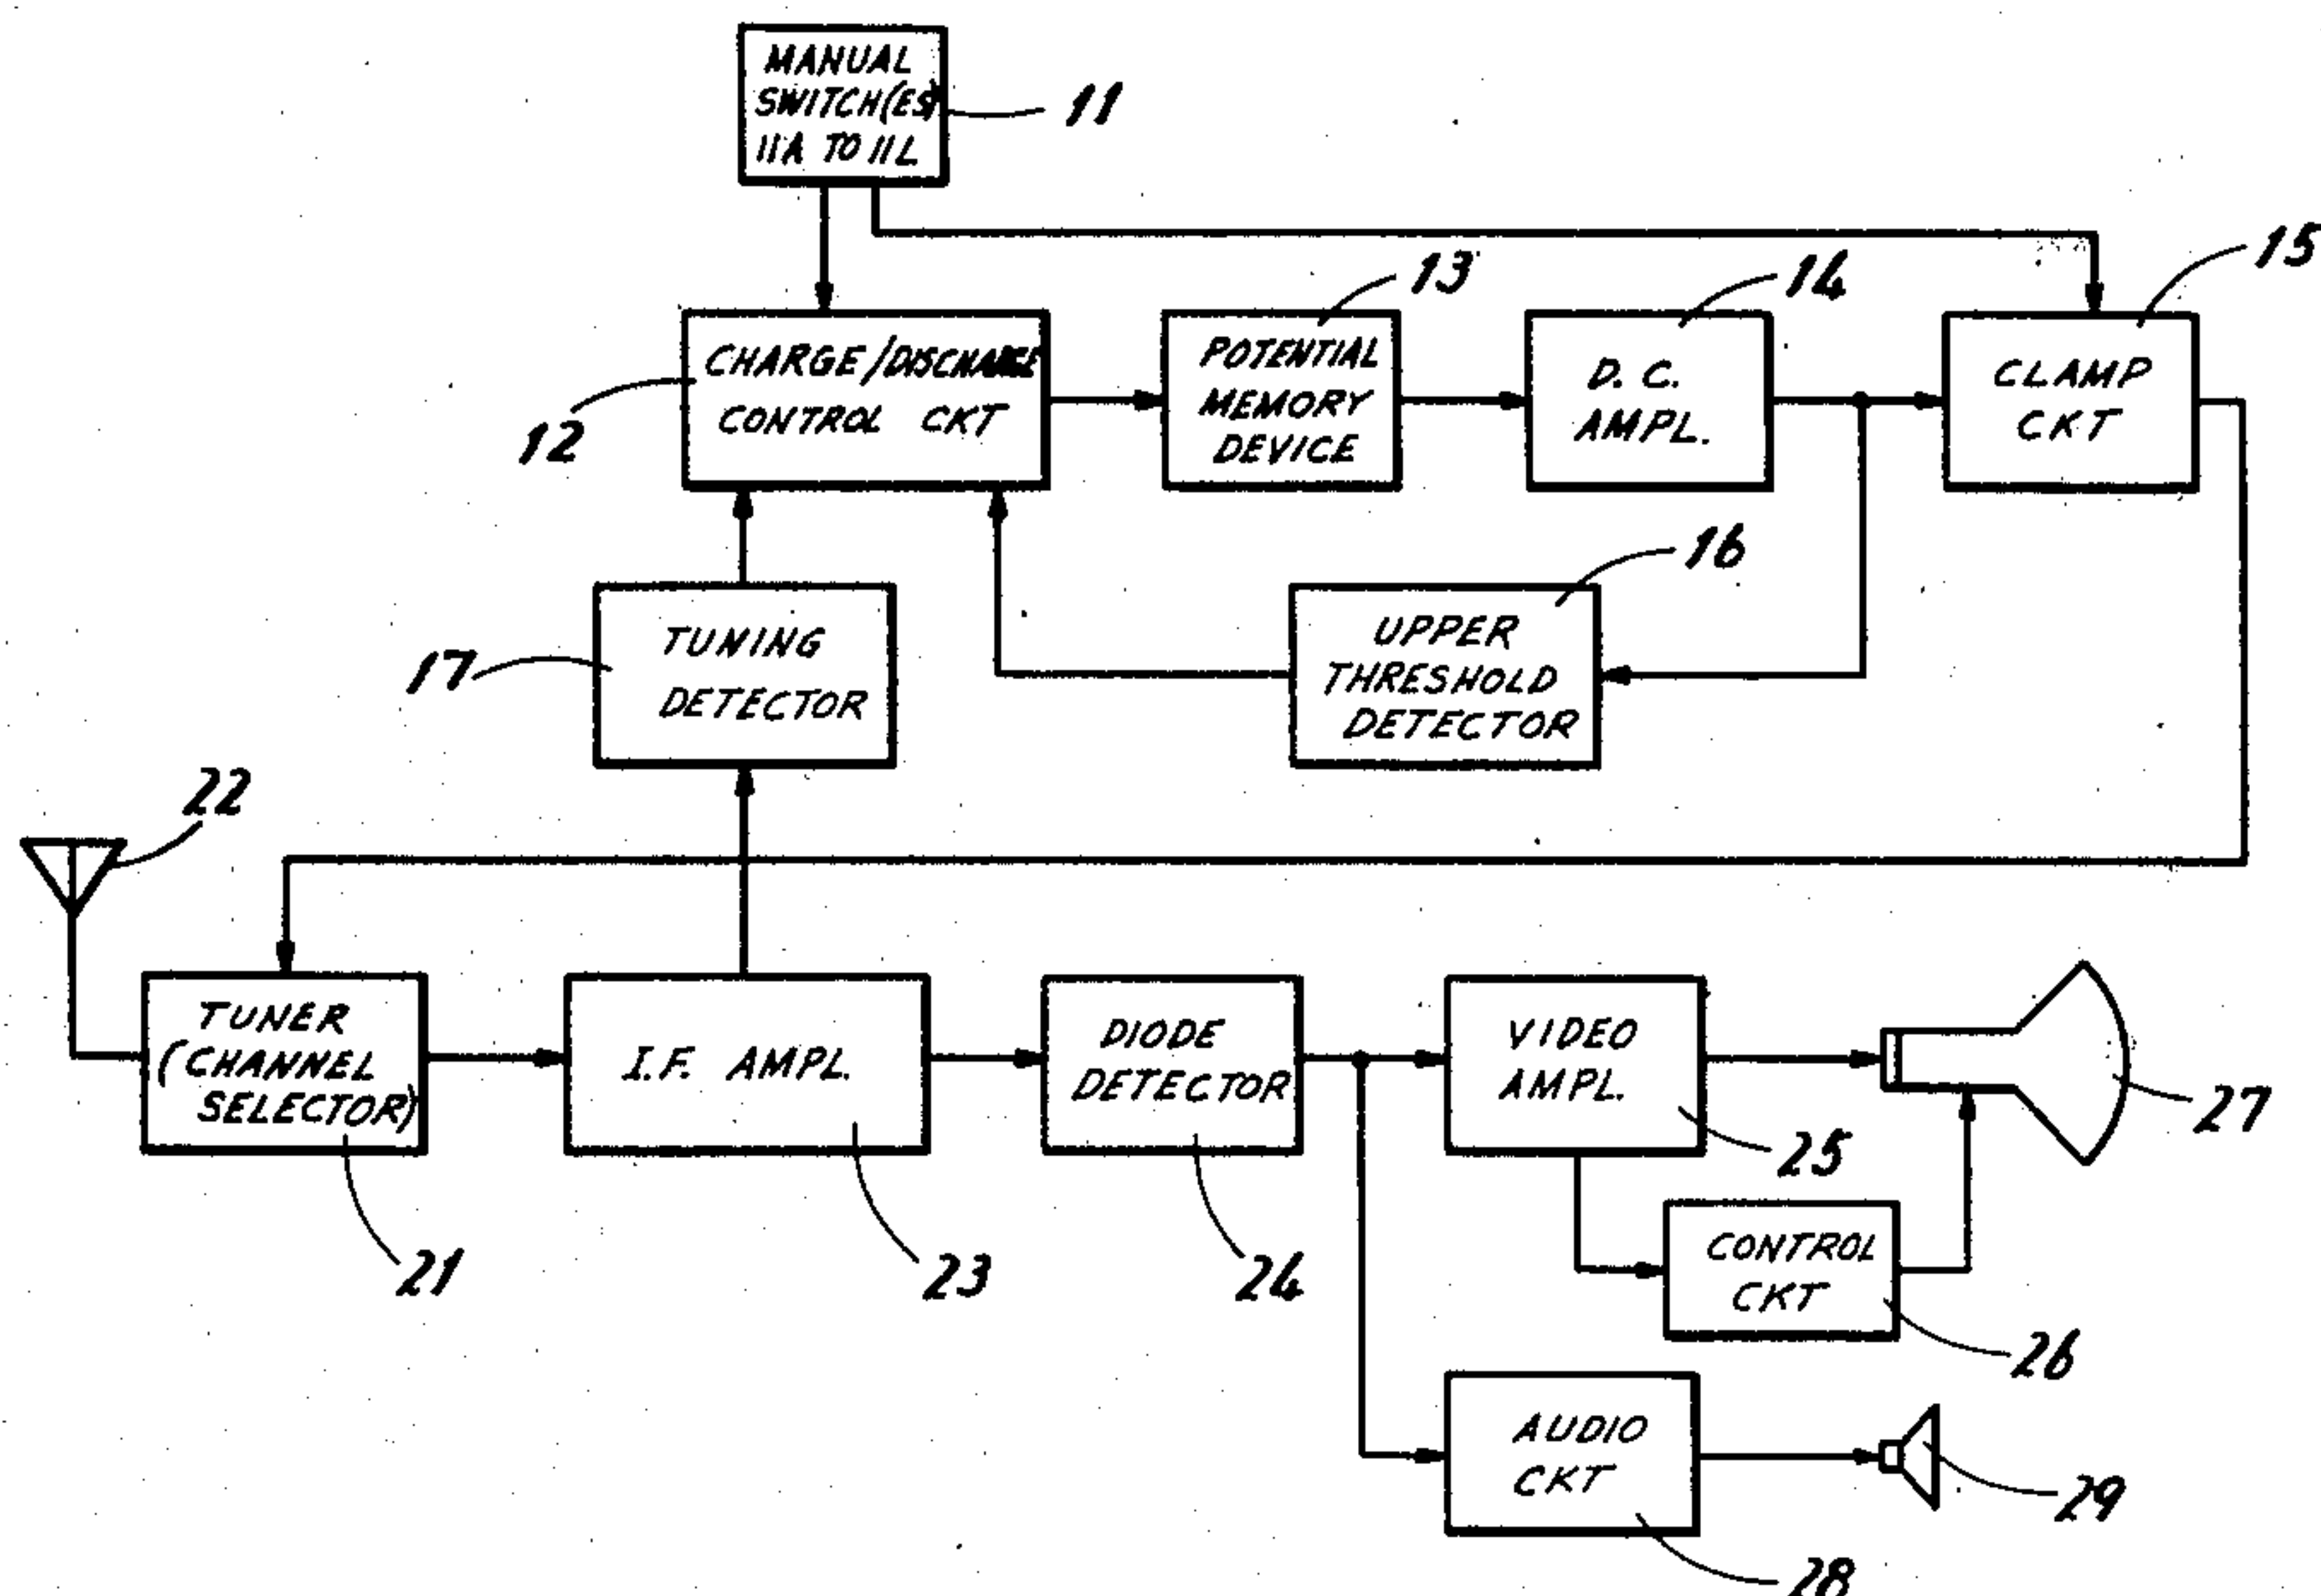 MANUAL
SWITCH(ES)
11A TO 11L
11
CHARGE/DISCHARGE
CONTROL CKT
12
POTENTIAL
MEMORY
DEVICE
13
D.C.
AMPL.
14
CLAMP
CKT
15
UPPER
THRESHOLD
DETECTOR
16
TUNING
DETECTOR
17
22
TUNER
(CHANNEL
SELECTOR)
21
I.F. AMPL.
23
DIODE
DETECTOR
24
VIDEO
AMPL.
25
27
CONTROL
CKT
26
AUDIO
CKT
28
29